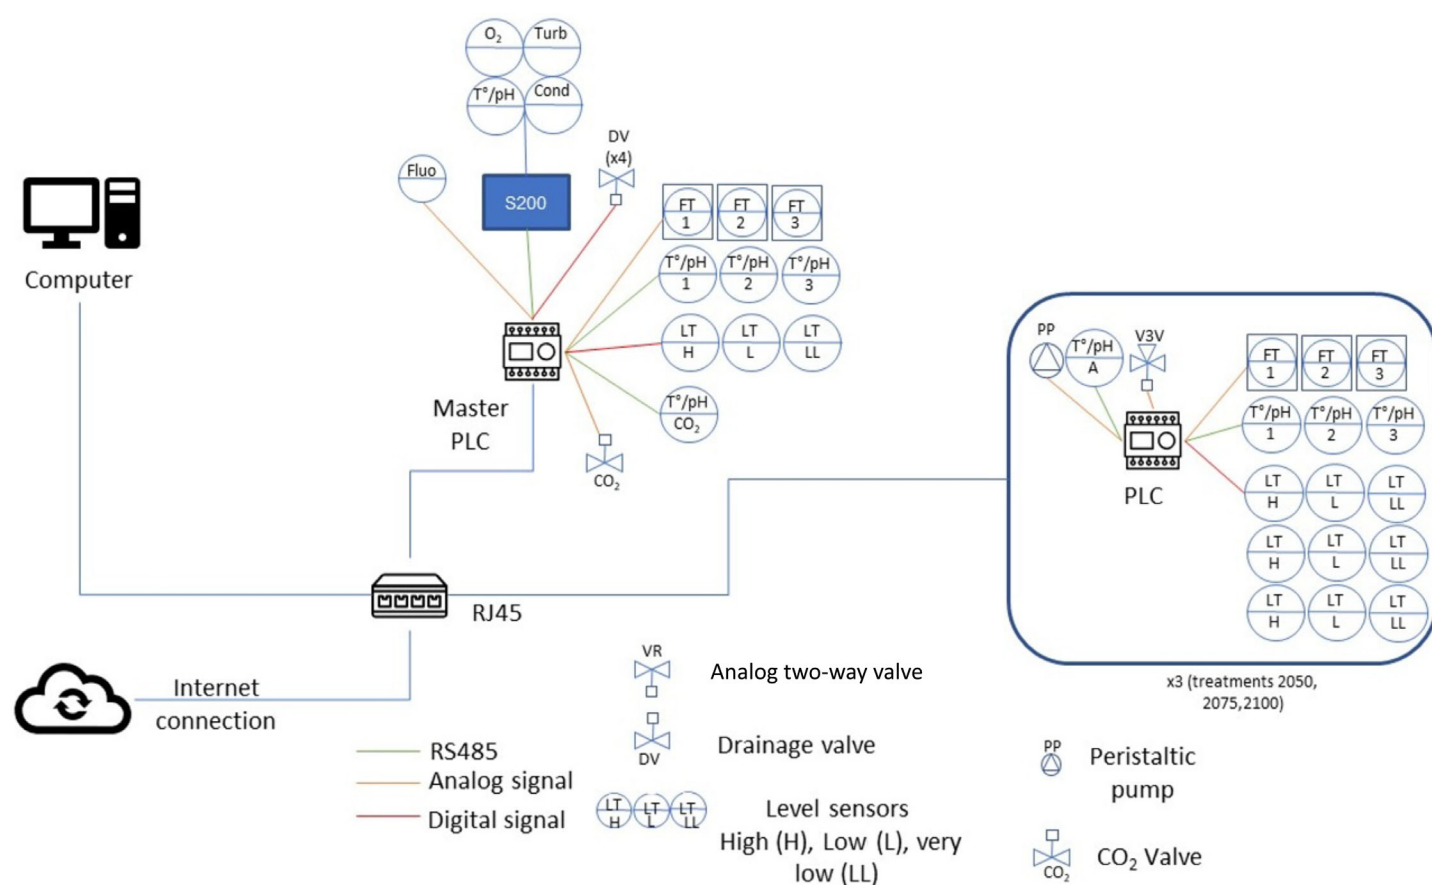 O₂
Turb
T°/pH
Cond
DV
(x4)
Fluo
S200
FT
1
FT
2
FT
3
T°/pH
1
T°/pH
2
T°/pH
3
LT
H
LT
L
LT
LL
T°/pH
CO₂
CO₂
Master
PLC
Computer
RJ45
Internet
connection
PP
T°/pH
A
V3V
PLC
FT
1
FT
2
FT
3
T°/pH
1
T°/pH
2
T°/pH
3
LT
H
LT
L
LT
LL
LT
H
LT
L
LT
LL
LT
H
LT
L
LT
LL
x3 (treatments 2050,
2075,2100)
RS485
Analog signal
Digital signal
VR
Analog two-way valve
DV
Drainage valve
LT
H
LT
L
LT
LL
Level sensors
High (H), Low (L), very
low (LL)
PP
Peristaltic
pump
CO₂
CO₂ Valve